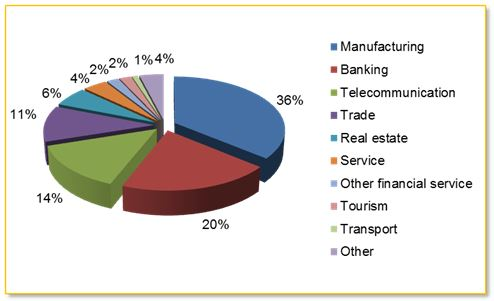 36%
20%
14%
11%
6%
4%
2%
2%
1%
4%
Manufacturing
Banking
Telecommunication
Trade
Real estate
Service
Other financial service
Tourism
Transport
Other